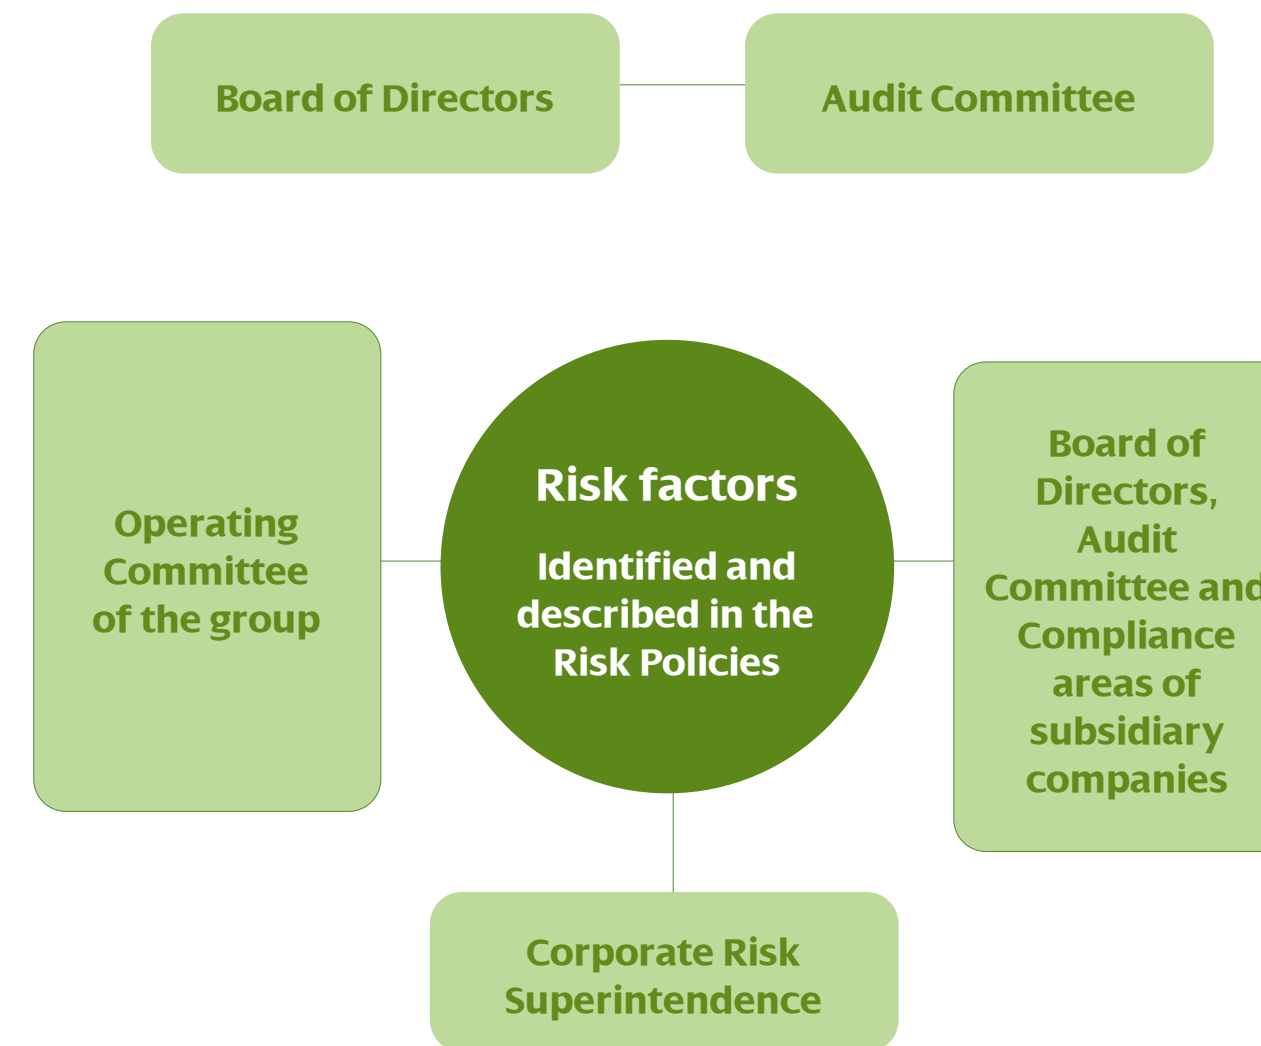 Board of Directors
Audit Committee
Operating
Committee
of the group
Risk factors
Identified and
described in the
Risk Policies
Board of
Directors,
Audit
Committee and
Compliance
areas of
subsidiary
companies
Corporate Risk
Superintendence